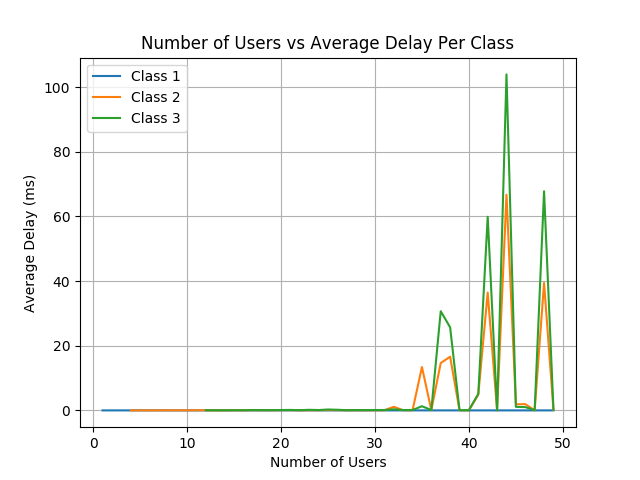 Number of Users vs Average Delay Per Class
Class 1
Class 2
Class 3
Average Delay (ms)
100
80
60
40
20
0
0 10 20 30 40 50
Number of Users